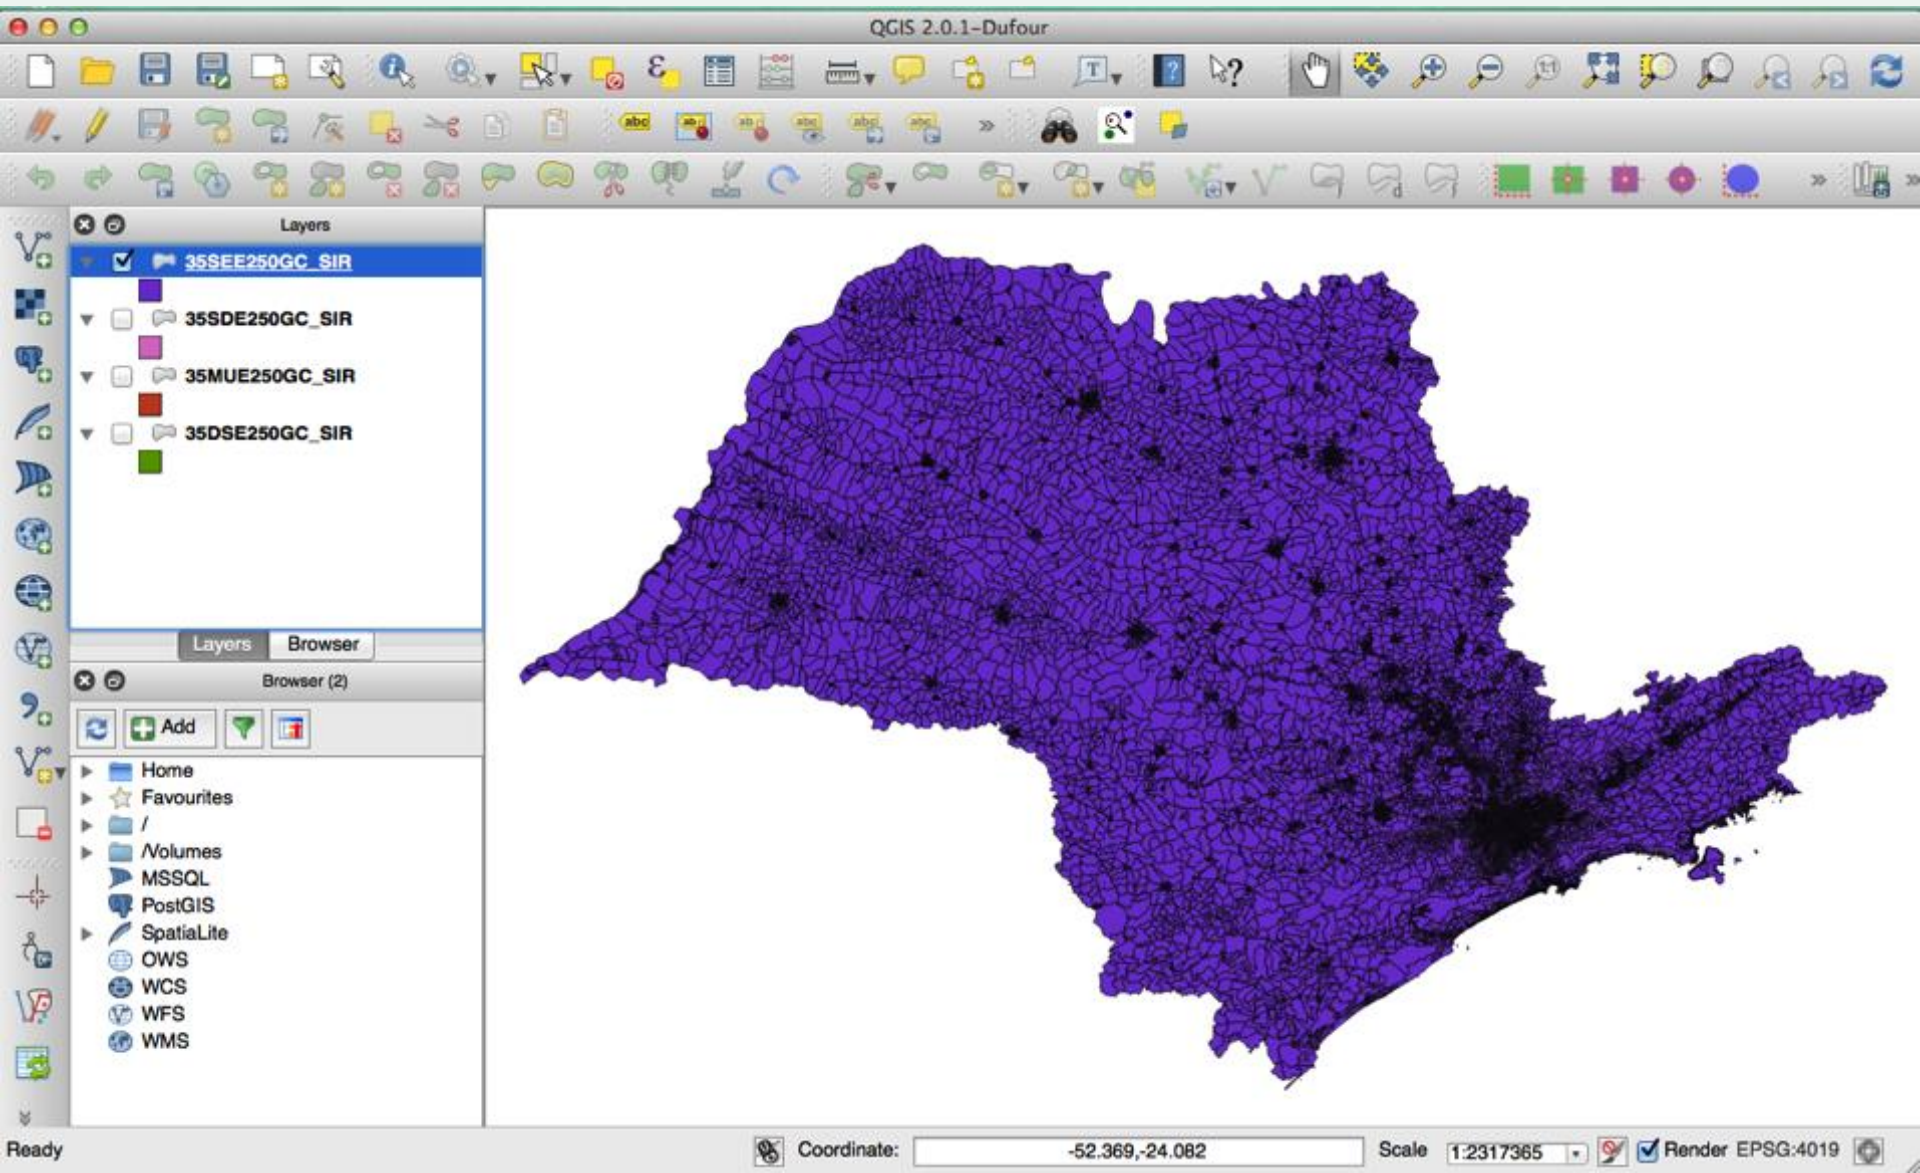 QGIS 2.0.1-Dufour
Layers
35SEE250GC_SIR
35SDE250GC_SIR
35MUE250GC_SIR
35DSE250GC_SIR
Layers Browser
Browser (2)
Add
Home
Favourites
/
/Volumes
MSSQL
PostGIS
SpatiaLite
OWS
WCS
WFS
WMS
Ready Coordinate: -52.369,-24.082 Scale 1:2317365 Render EPSG:4019